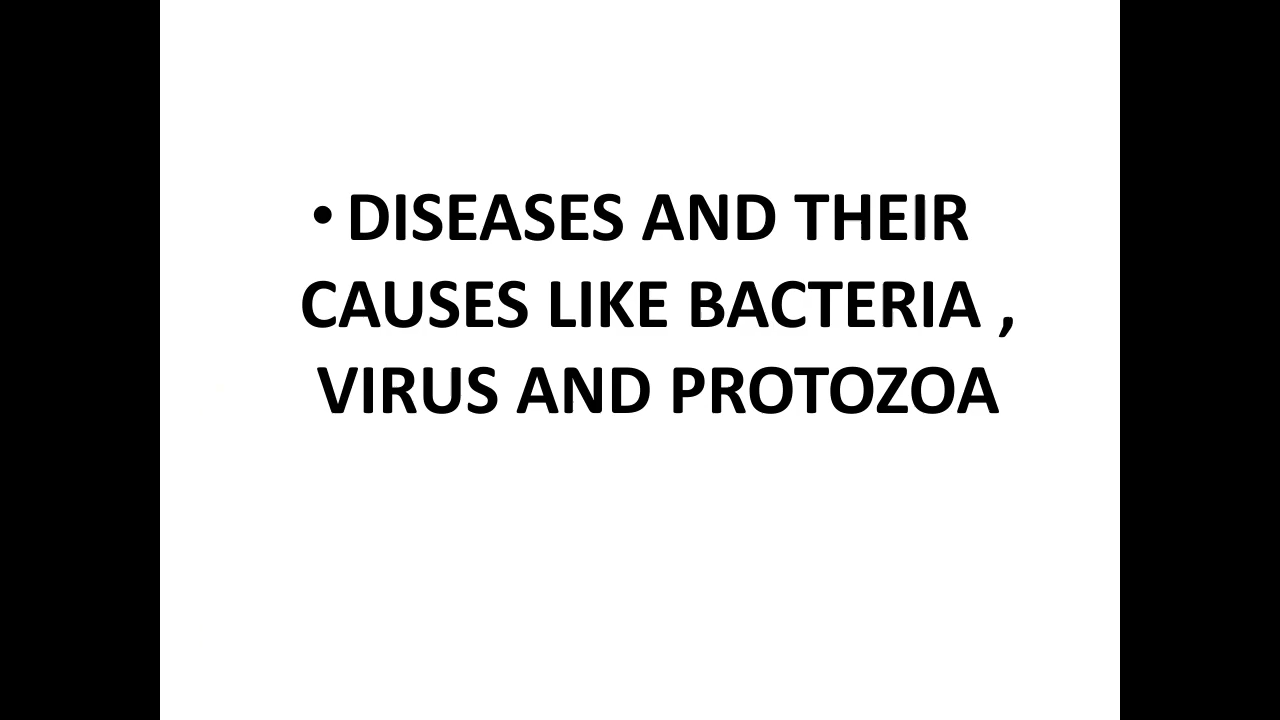 • DISEASES AND THEIR
CAUSES LIKE BACTERIA ,
VIRUS AND PROTOZOA